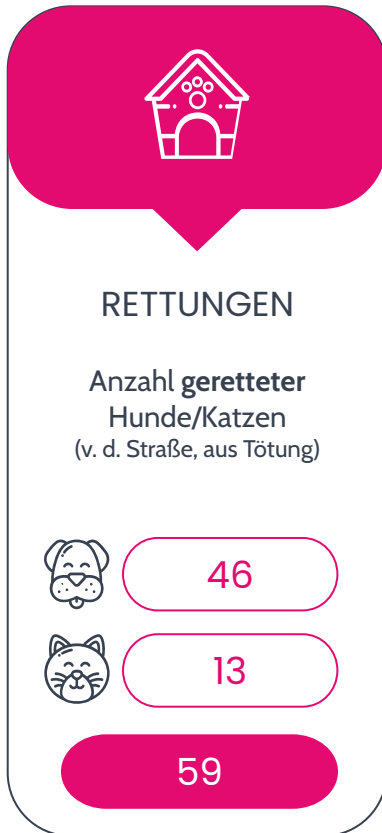 RETTUNGEN
Anzahl geretteter
Hunde/Katzen
(v. d. Straße, aus Tötung)
46
13
59